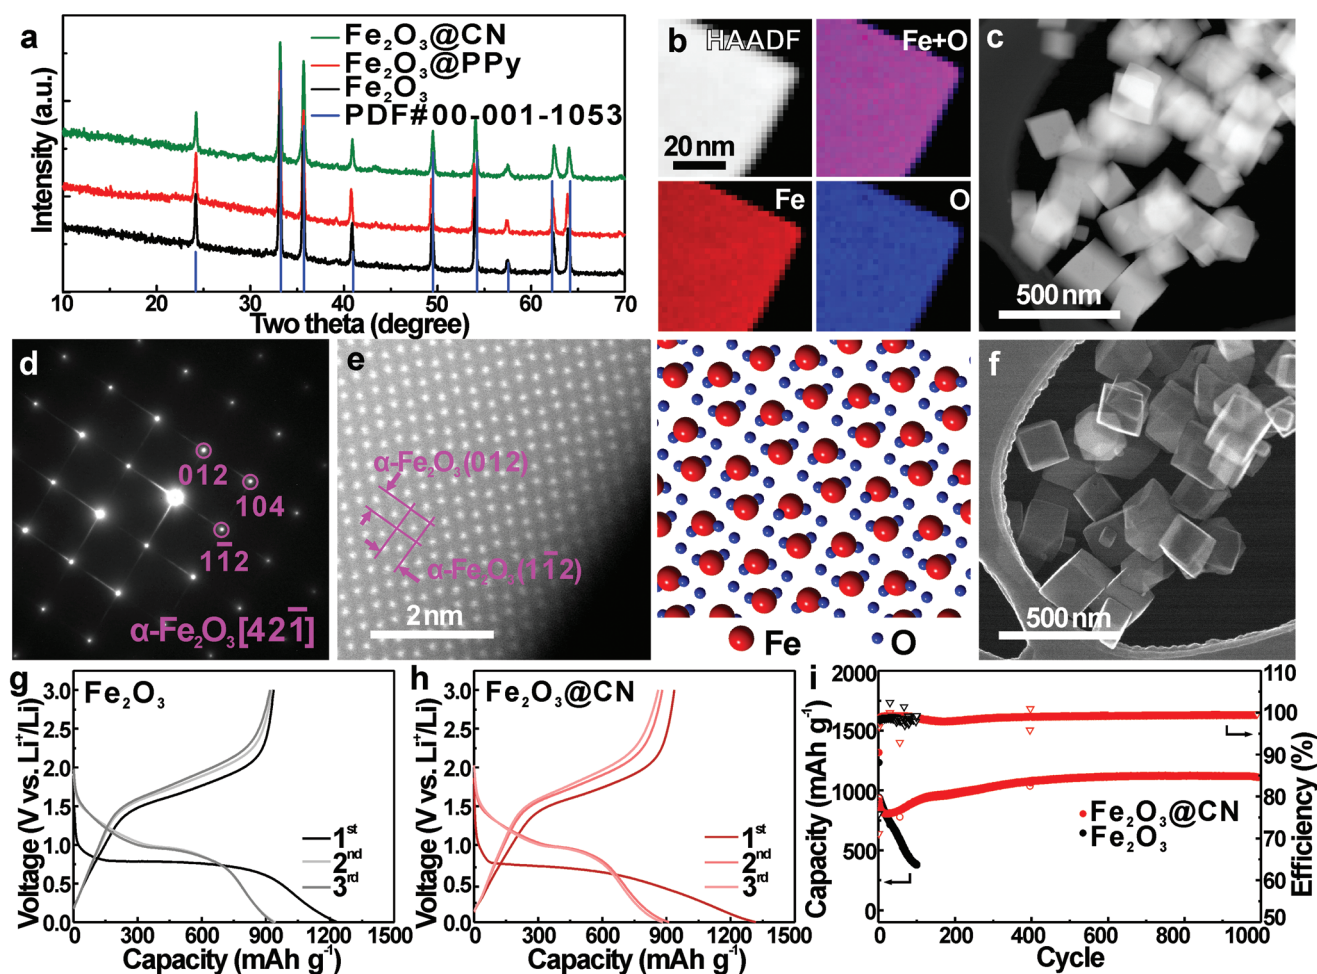 a
Fe₂O₃@CN
Fe₂O₃@PPy
Fe₂O₃
PDF#00-001-1053
Intensity (a.u.)
10 20 30 40 50 60 70
Two theta (degree)
b HAADF
20 nm
Fe+O
Fe
O
c
500 nm
d
012
104
11̅2
α-Fe₂O₃[421̅]
e
α-Fe₂O₃(012)
α-Fe₂O₃(11̅2)
2 nm
Fe O
f
500 nm
g Fe₂O₃
Voltage (V vs. Li⁺/Li)
3.0
2.5
2.0
1.5
1.0
0.5
0.0
1st
2nd
3rd
0 300 600 900 1200 1500
Capacity (mAh g⁻¹)
h Fe₂O₃@CN
Voltage (V vs. Li⁺/Li)
3.0
2.5
2.0
1.5
1.0
0.5
0.0
1st
2nd
3rd
0 300 600 900 1200 1500
Capacity (mAh g⁻¹)
i
Capacity (mAh g⁻¹)
2000
1750
1500
1250
1000
750
500
250
0
Fe₂O₃@CN
Fe₂O₃
110
100
90
80
70
60
50
Efficiency (%)
0 200 400 600 800 1000
Cycle